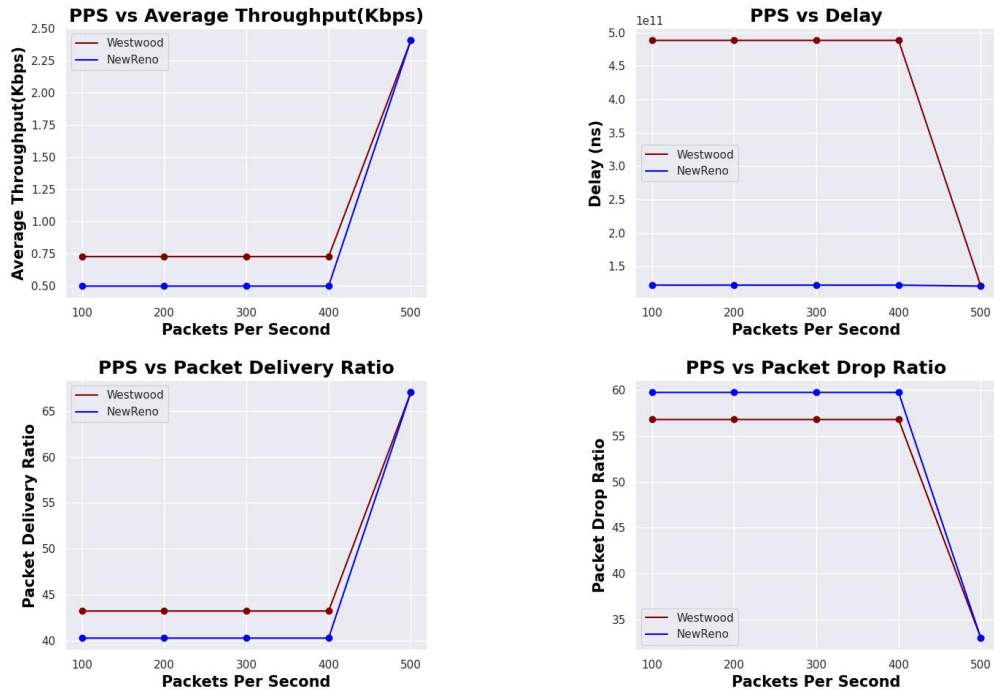 PPS vs Average Throughput(Kbps)
Average Throughput(Kbps)
2.50
2.25
2.00
1.75
1.50
1.25
1.00
0.75
0.50
Westwood
NewReno
100 200 300 400 500
Packets Per Second
PPS vs Delay
1e11
Delay (ns)
5.0
4.5
4.0
3.5
3.0
2.5
2.0
1.5
Westwood
NewReno
100 200 300 400 500
Packets Per Second
PPS vs Packet Delivery Ratio
Packet Delivery Ratio
65
60
55
50
45
40
Westwood
NewReno
100 200 300 400 500
Packets Per Second
PPS vs Packet Drop Ratio
Packet Drop Ratio
60
55
50
45
40
35
Westwood
NewReno
100 200 300 400 500
Packets Per Second